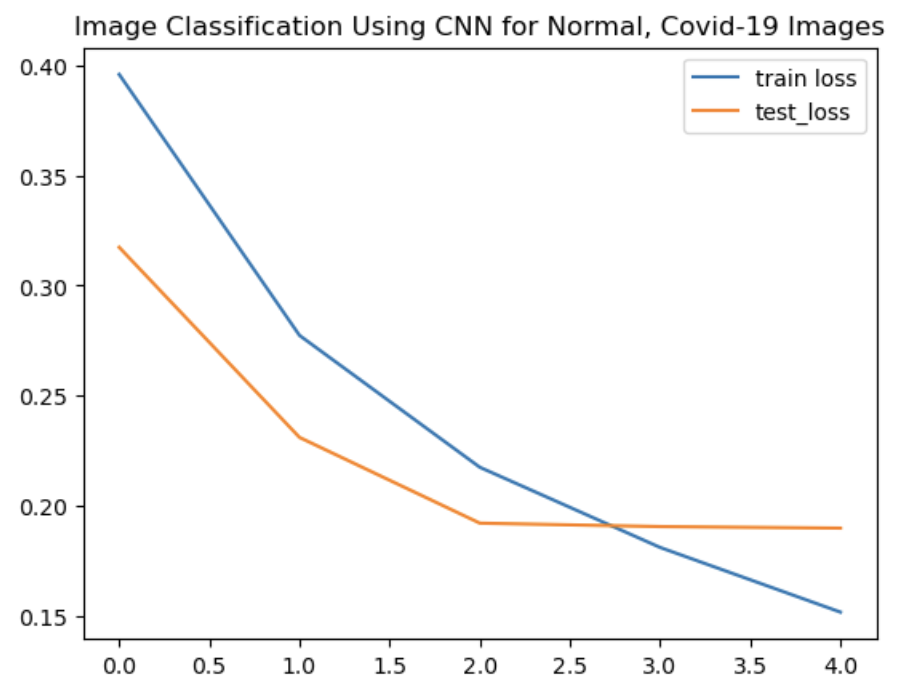 Image Classification Using CNN for Normal, Covid-19 Images
train loss
test_loss
0.40
0.35
0.30
0.25
0.20
0.15
0.0 0.5 1.0 1.5 2.0 2.5 3.0 3.5 4.0